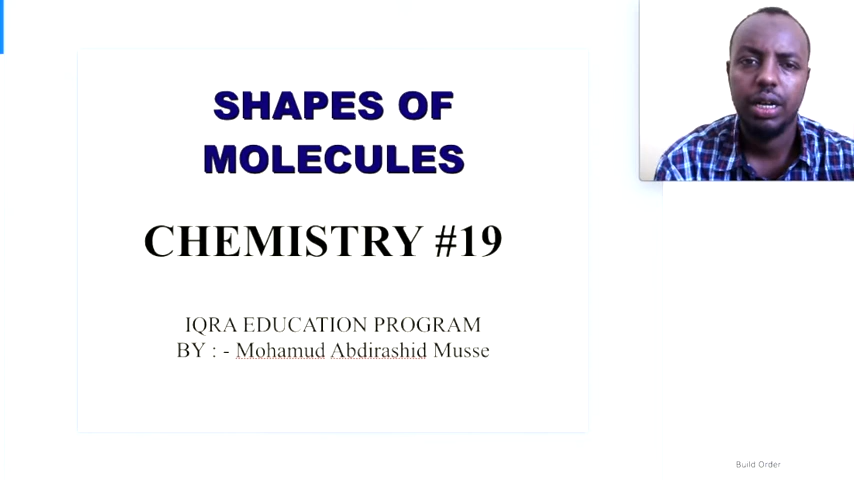 SHAPES OF
MOLECULES
CHEMISTRY #19
IQRA EDUCATION PROGRAM
BY : - Mohamud Abdirashid Musse
Build Order